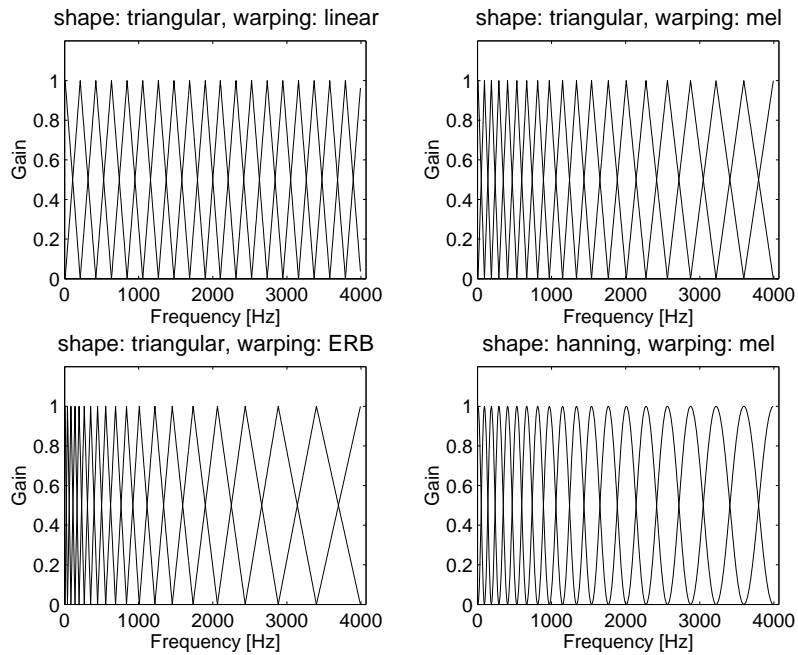 shape: triangular, warping: linear
1
0.8
0.6
0.4
0.2
0
Gain
0 1000 2000 3000 4000
Frequency [Hz]
shape: triangular, warping: mel
1
0.8
0.6
0.4
0.2
0
Gain
0 1000 2000 3000 4000
Frequency [Hz]
shape: triangular, warping: ERB
1
0.8
0.6
0.4
0.2
0
Gain
0 1000 2000 3000 4000
Frequency [Hz]
shape: hanning, warping: mel
1
0.8
0.6
0.4
0.2
0
Gain
0 1000 2000 3000 4000
Frequency [Hz]